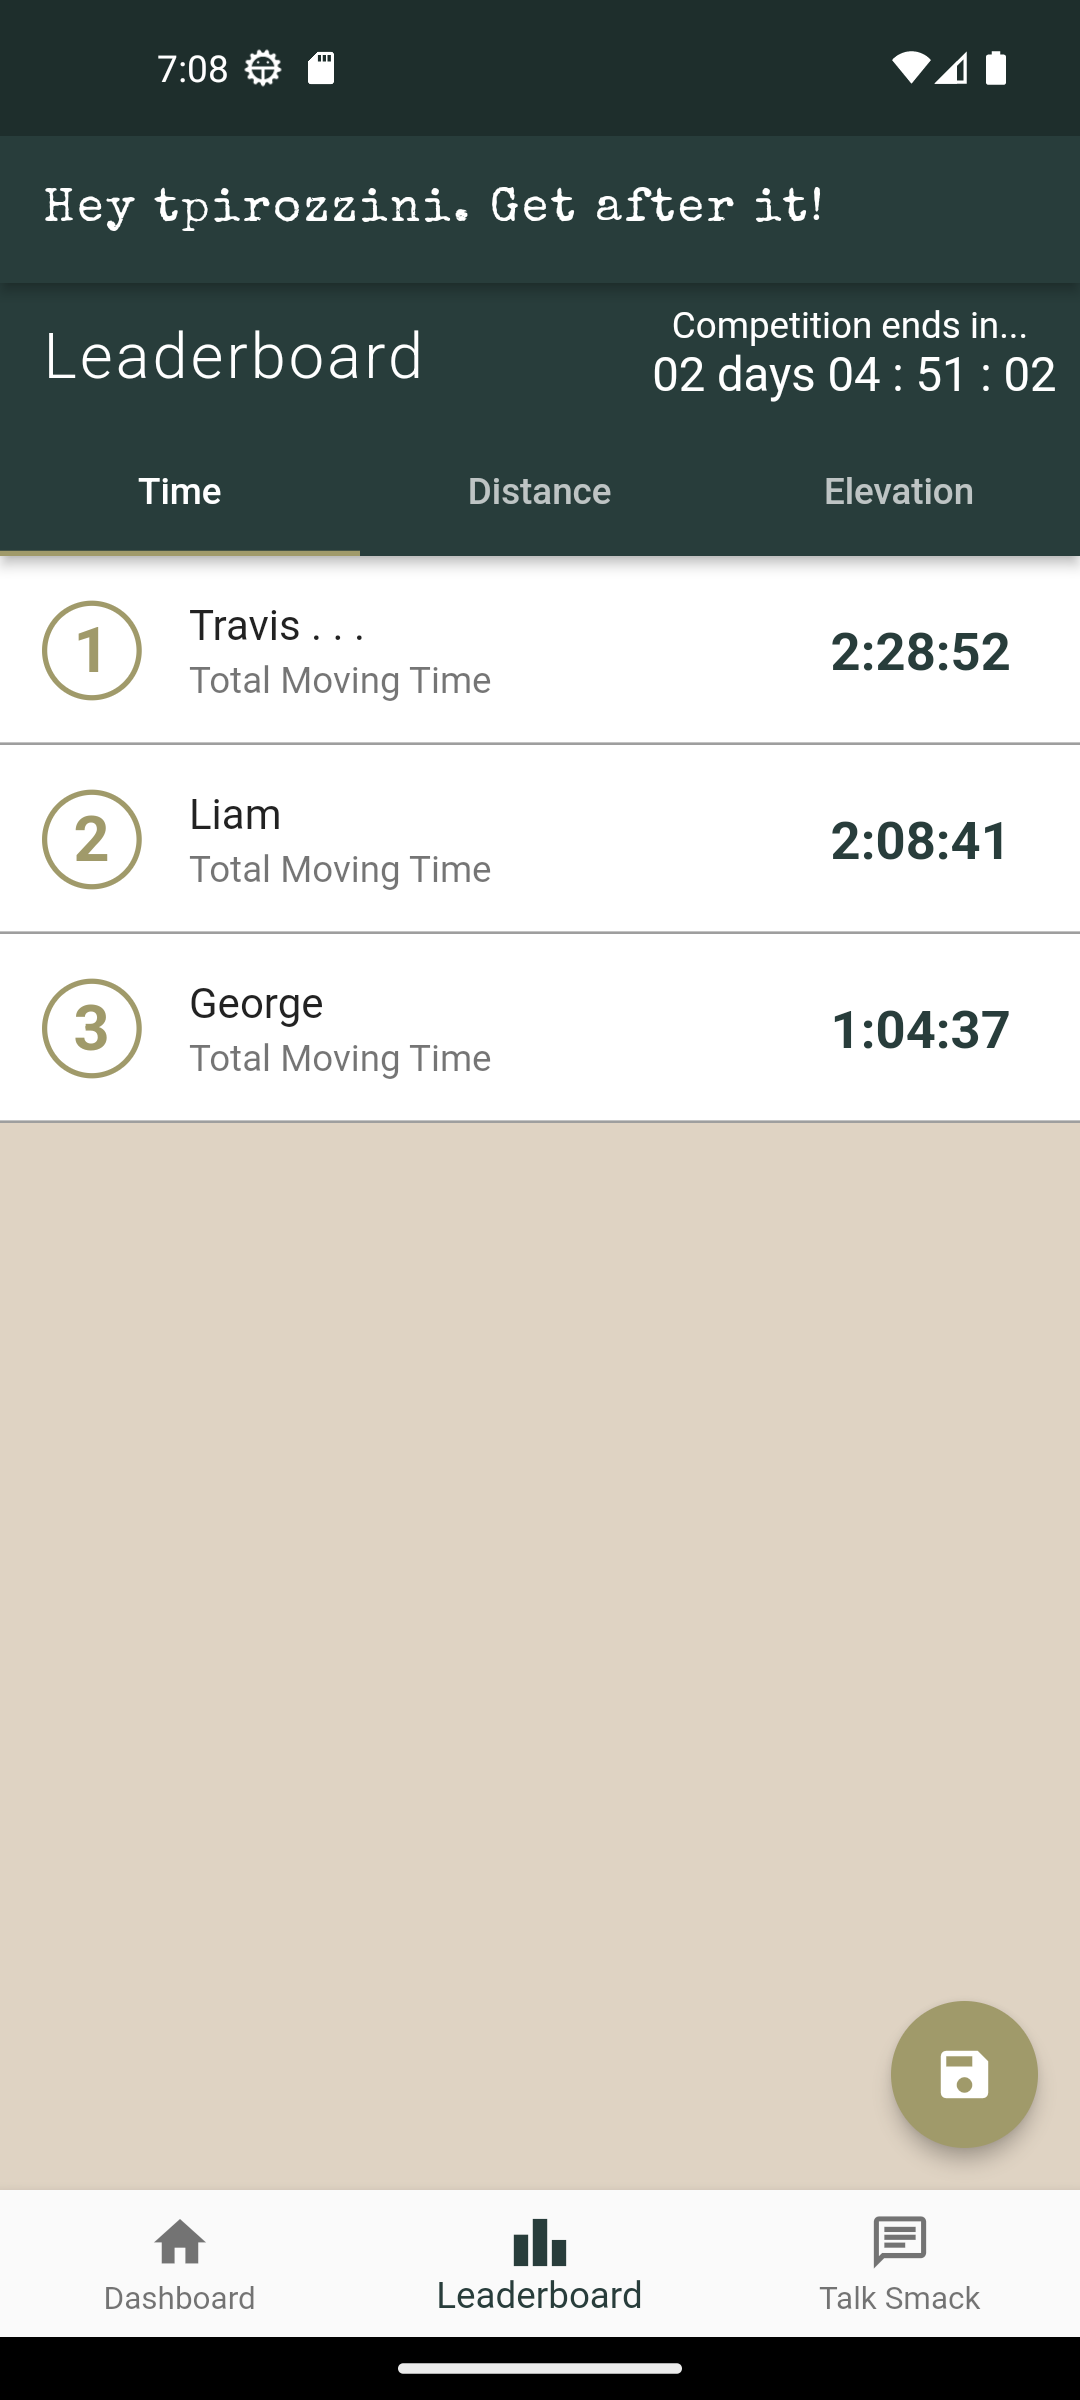 7:08
Hey tpirozzini. Get after it!
Leaderboard
Competition ends in...
02 days 04 : 51 : 02
Time
Distance
Elevation
1
Travis . . .
Total Moving Time
2:28:52
2
Liam
Total Moving Time
2:08:41
3
George
Total Moving Time
1:04:37
Dashboard
Leaderboard
Talk Smack